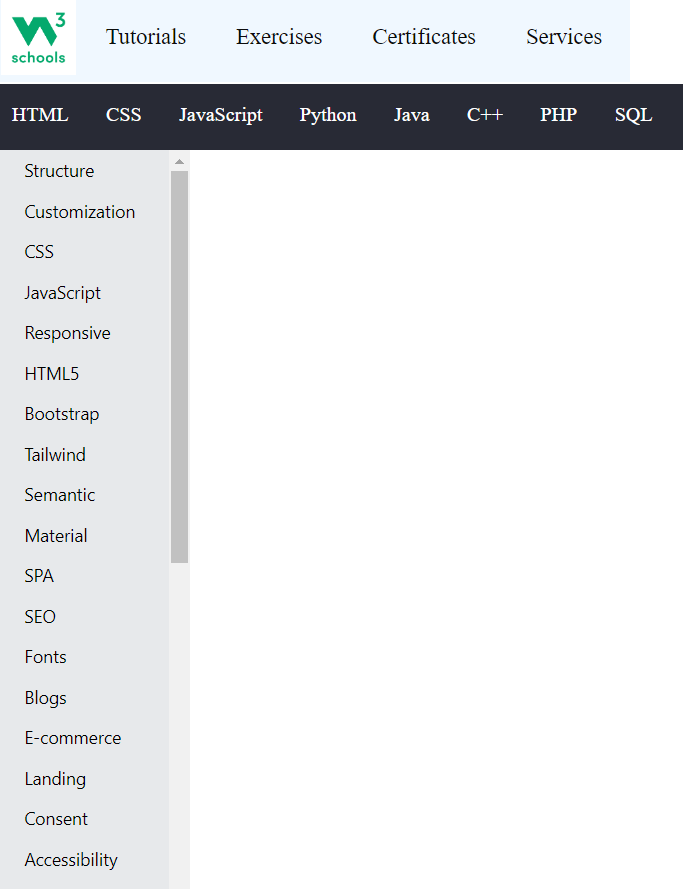 W3
schools
Tutorials Exercises Certificates Services
HTML CSS JavaScript Python Java C++ PHP SQL
Structure
Customization
CSS
JavaScript
Responsive
HTML5
Bootstrap
Tailwind
Semantic
Material
SPA
SEO
Fonts
Blogs
E-commerce
Landing
Consent
Accessibility